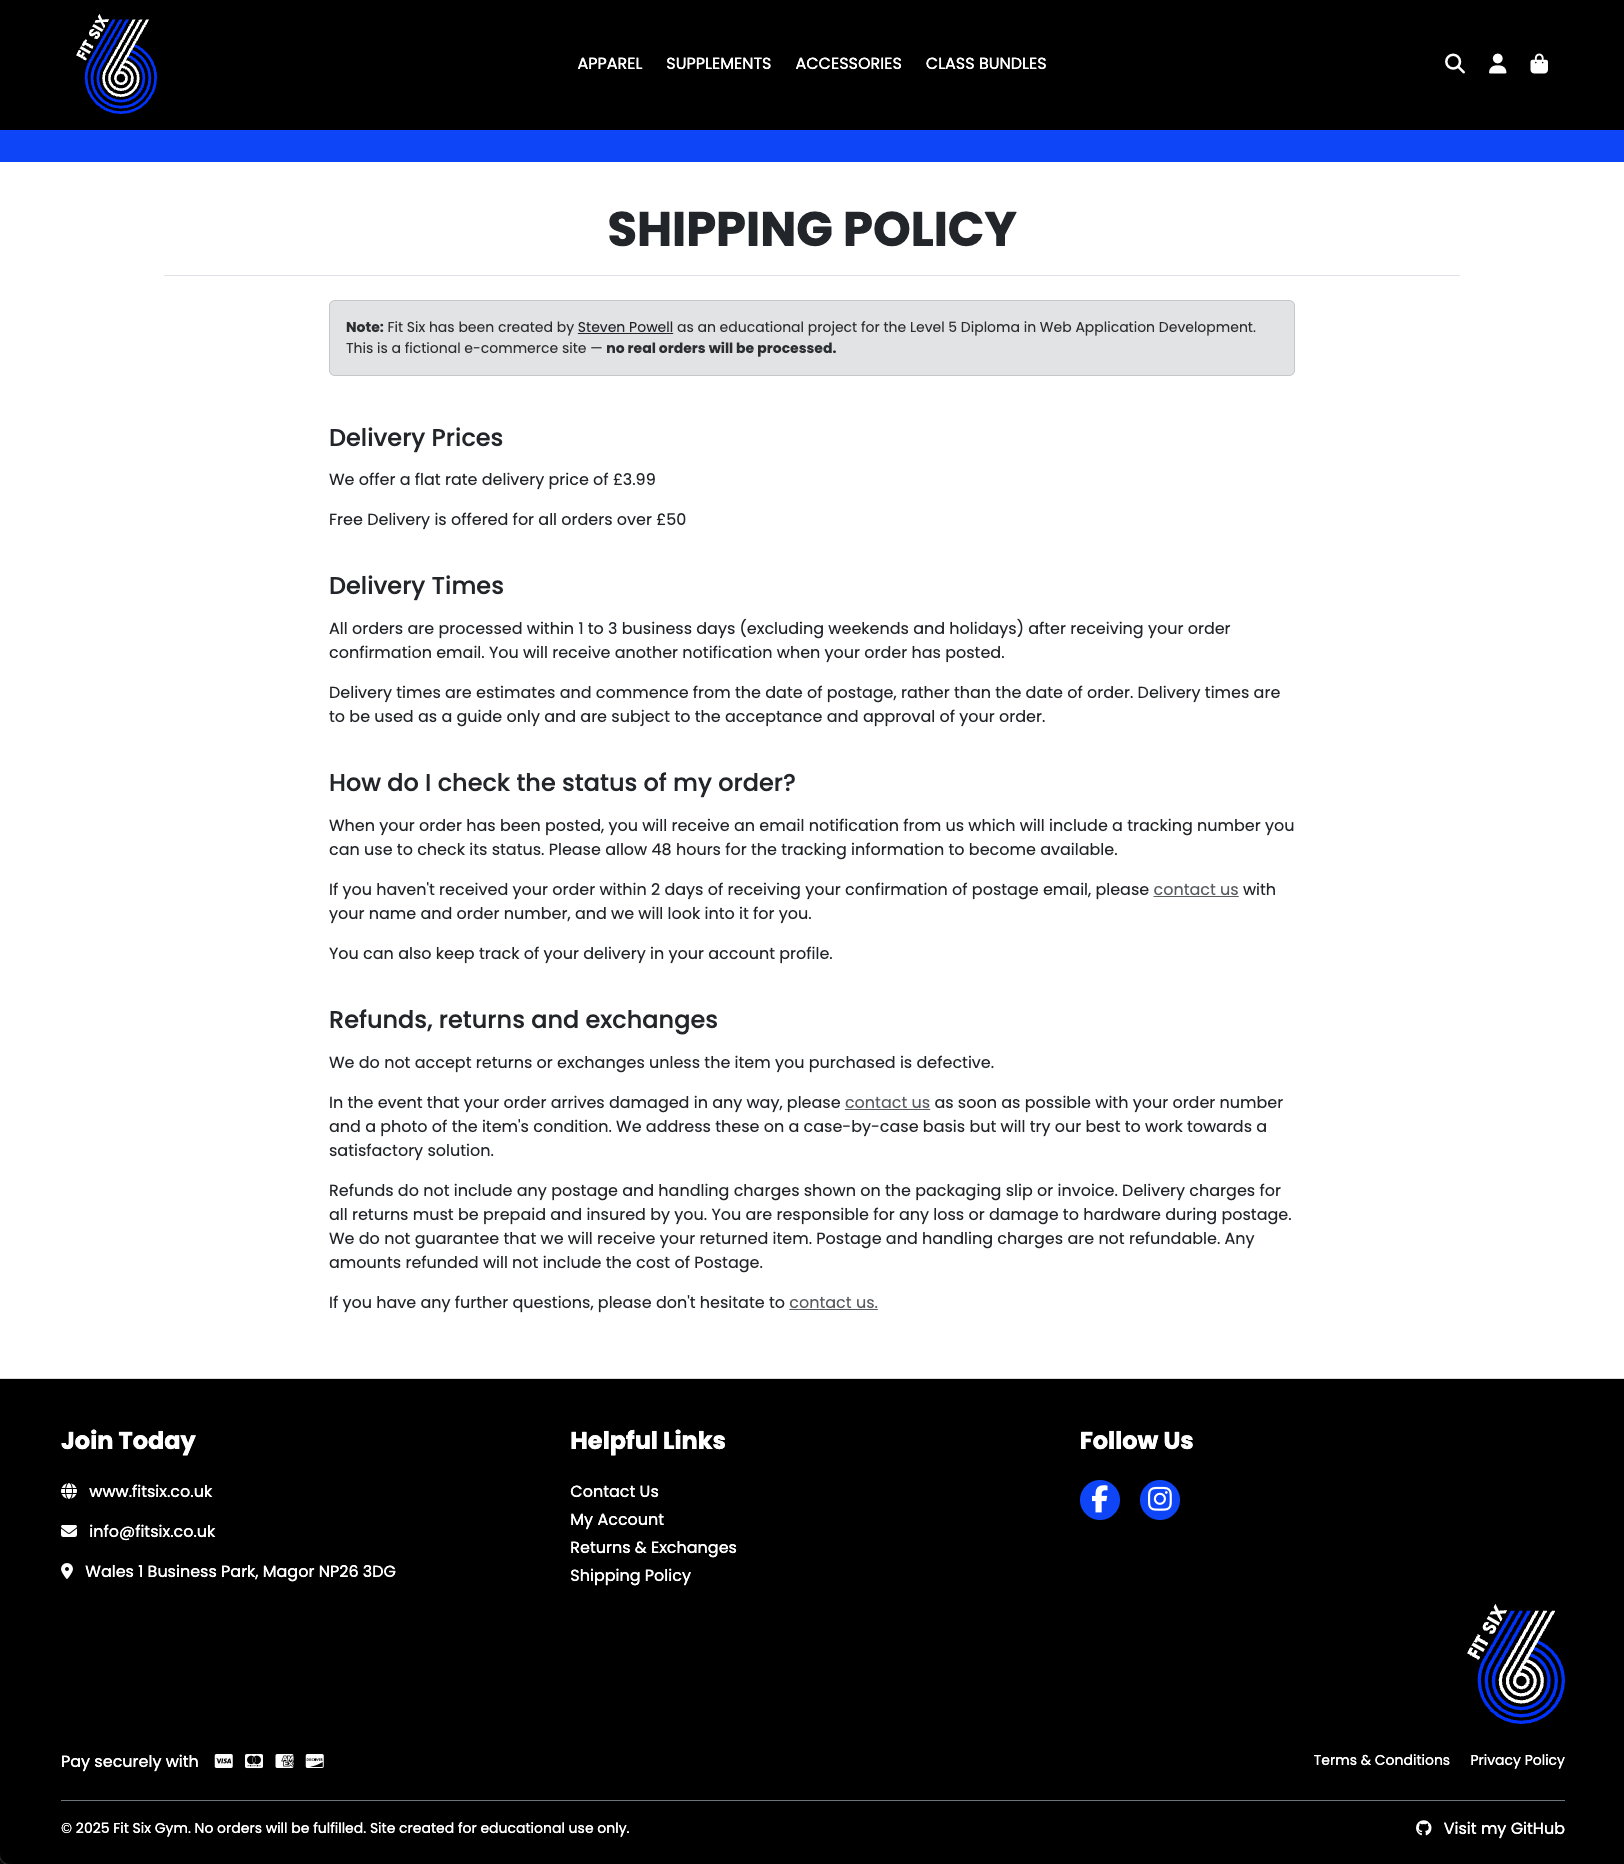 FIT SIX
APPAREL SUPPLEMENTS ACCESSORIES CLASS BUNDLES
SHIPPING POLICY
Note: Fit Six has been created by Steven Powell as an educational project for the Level 5 Diploma in Web Application Development.
This is a fictional e-commerce site — no real orders will be processed.
Delivery Prices
We offer a flat rate delivery price of £3.99
Free Delivery is offered for all orders over £50
Delivery Times
All orders are processed within 1 to 3 business days (excluding weekends and holidays) after receiving your order
confirmation email. You will receive another notification when your order has posted.
Delivery times are estimates and commence from the date of postage, rather than the date of order. Delivery times are
to be used as a guide only and are subject to the acceptance and approval of your order.
How do I check the status of my order?
When your order has been posted, you will receive an email notification from us which will include a tracking number you
can use to check its status. Please allow 48 hours for the tracking information to become available.
If you haven't received your order within 2 days of receiving your confirmation of postage email, please contact us with
your name and order number, and we will look into it for you.
You can also keep track of your delivery in your account profile.
Refunds, returns and exchanges
We do not accept returns or exchanges unless the item you purchased is defective.
In the event that your order arrives damaged in any way, please contact us as soon as possible with your order number
and a photo of the item's condition. We address these on a case-by-case basis but will try our best to work towards a
satisfactory solution.
Refunds do not include any postage and handling charges shown on the packaging slip or invoice. Delivery charges for
all returns must be prepaid and insured by you. You are responsible for any loss or damage to hardware during postage.
We do not guarantee that we will receive your returned item. Postage and handling charges are not refundable. Any
amounts refunded will not include the cost of Postage.
If you have any further questions, please don't hesitate to contact us.
Join Today
www.fitsix.co.uk
info@fitsix.co.uk
Wales 1 Business Park, Magor NP26 3DG
Helpful Links
Contact Us
My Account
Returns & Exchanges
Shipping Policy
Follow Us
FIT SIX
Pay securely with VISA AMEX DISCOVER
Terms & Conditions Privacy Policy
© 2025 Fit Six Gym. No orders will be fulfilled. Site created for educational use only.
Visit my GitHub